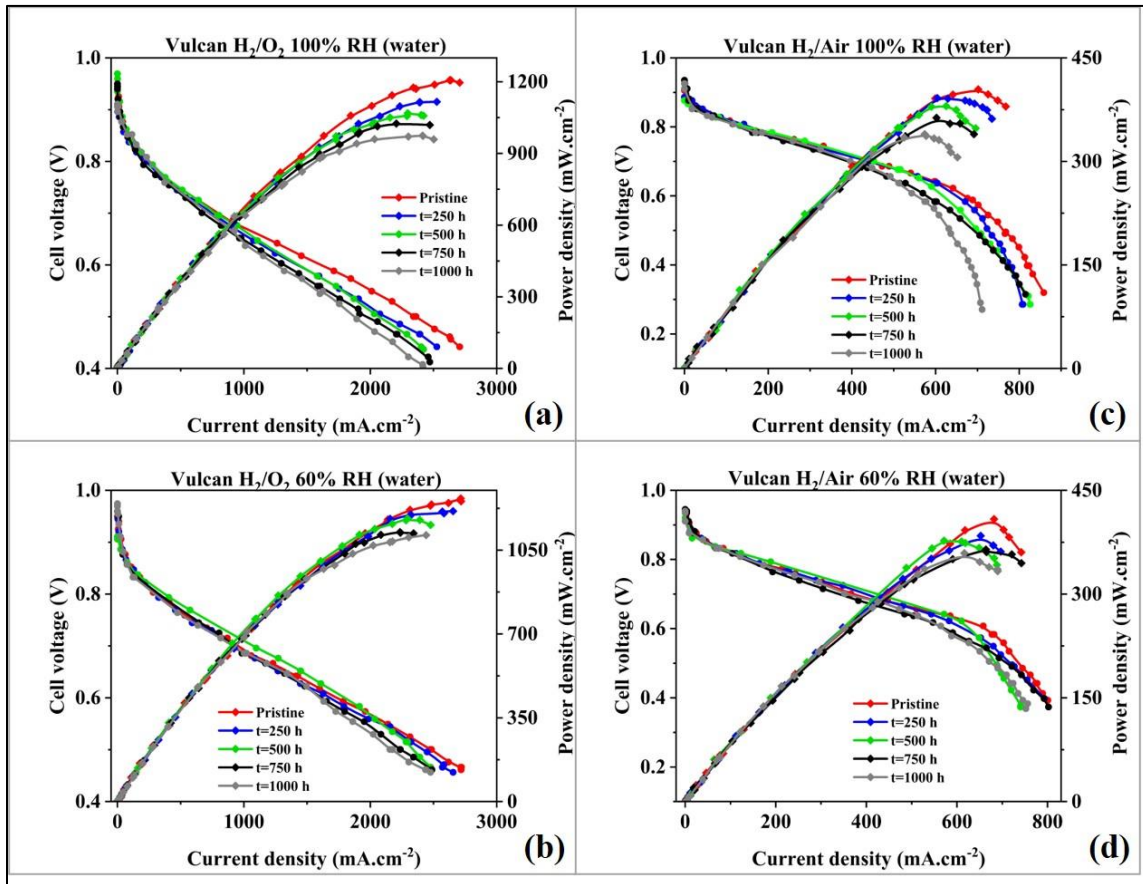 Vulcan H₂/O₂ 100% RH (water)
1.0
0.8
0.6
0.4
Cell voltage (V)
1200
900
600
300
0
Power density (mW.cm⁻²)
Pristine
t=250 h
t=500 h
t=750 h
t=1000 h
0 1000 2000 3000
Current density (mA.cm⁻²)
(a)
Vulcan H₂/Air 100% RH (water)
1.0
0.8
0.6
0.4
0.2
Cell voltage (V)
450
300
150
0
Power density (mW.cm⁻²)
Pristine
t=250 h
t=500 h
t=750 h
t=1000 h
0 200 400 600 800
Current density (mA.cm⁻²)
(c)
Vulcan H₂/O₂ 60% RH (water)
1.0
0.8
0.6
0.4
Cell voltage (V)
1050
700
350
0
Power density (mW.cm⁻²)
Pristine
t=250 h
t=500 h
t=750 h
t=1000 h
0 1000 2000 3000
Current density (mA.cm⁻²)
(b)
Vulcan H₂/Air 60% RH (water)
1.0
0.8
0.6
0.4
0.2
Cell voltage (V)
450
300
150
0
Power density (mW.cm⁻²)
Pristine
t=250 h
t=500 h
t=750 h
t=1000 h
0 200 400 600 800
Current density (mA.cm⁻²)
(d)